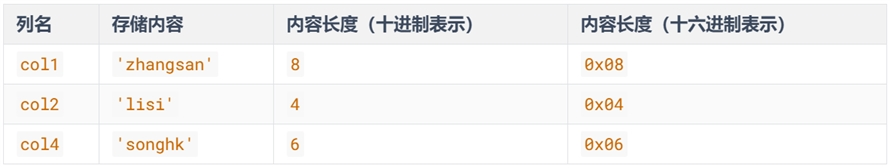 列名 存储内容 内容长度（十进制表示） 内容长度（十六进制表示）
col1 'zhangsan' 8 0x08
col2 'lisi' 4 0x04
col4 'songhk' 6 0x06